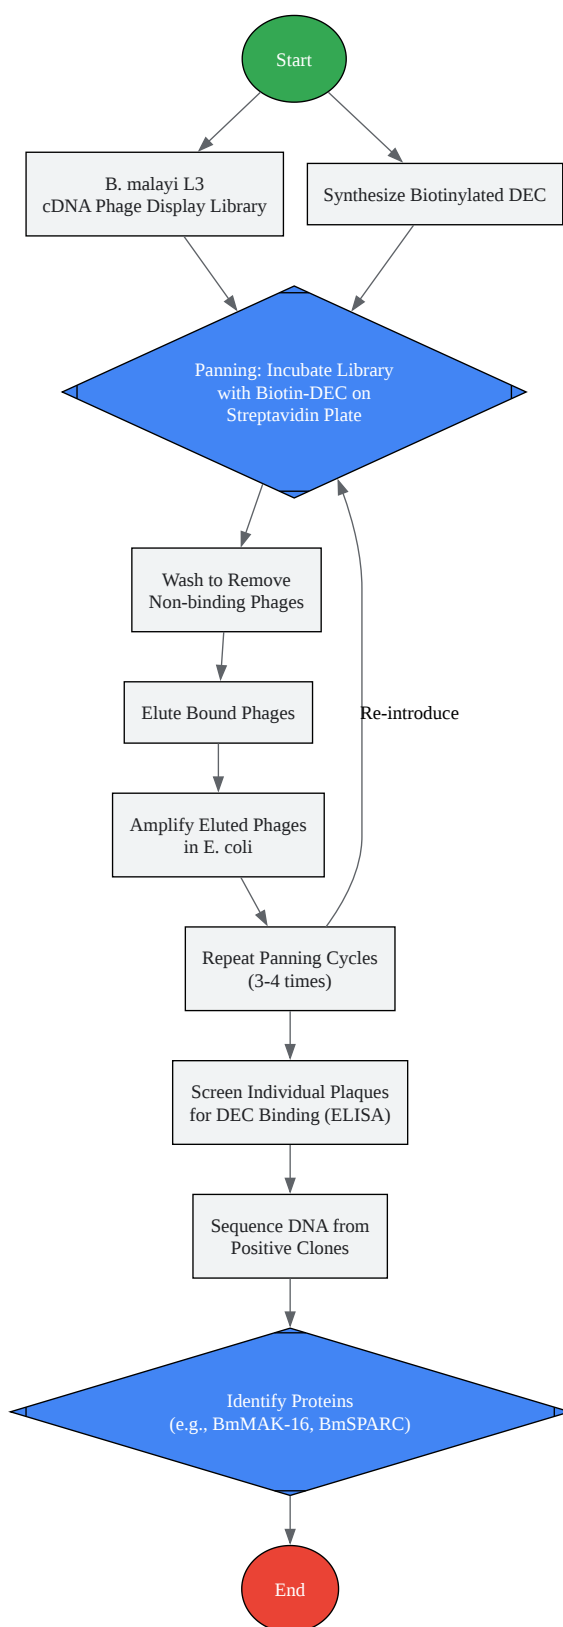 Start
B. malayi L3
cDNA Phage Display Library
Synthesize Biotinylated DEC
Panning: Incubate Library
with Biotin-DEC on
Streptavidin Plate
Wash to Remove
Non-binding Phages
Elute Bound Phages
Re-introduce
Amplify Eluted Phages
in E. coli
Repeat Panning Cycles
(3-4 times)
Screen Individual Plaques
for DEC Binding (ELISA)
Sequence DNA from
Positive Clones
Identify Proteins
(e.g., BmMAK-16, BmSPARC)
End